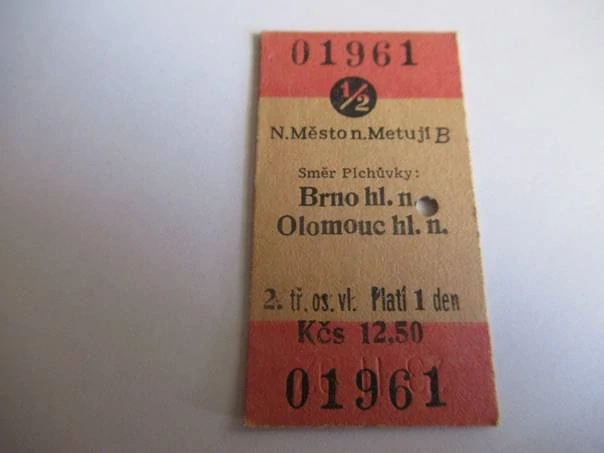 01961
1/2
N.Město n.Metují B
Směr Plchůvky:
Brno hl. n.
Olomouc hl. n.
2. tř. os. vl. Platí 1 den
Kčs 12,50
01961